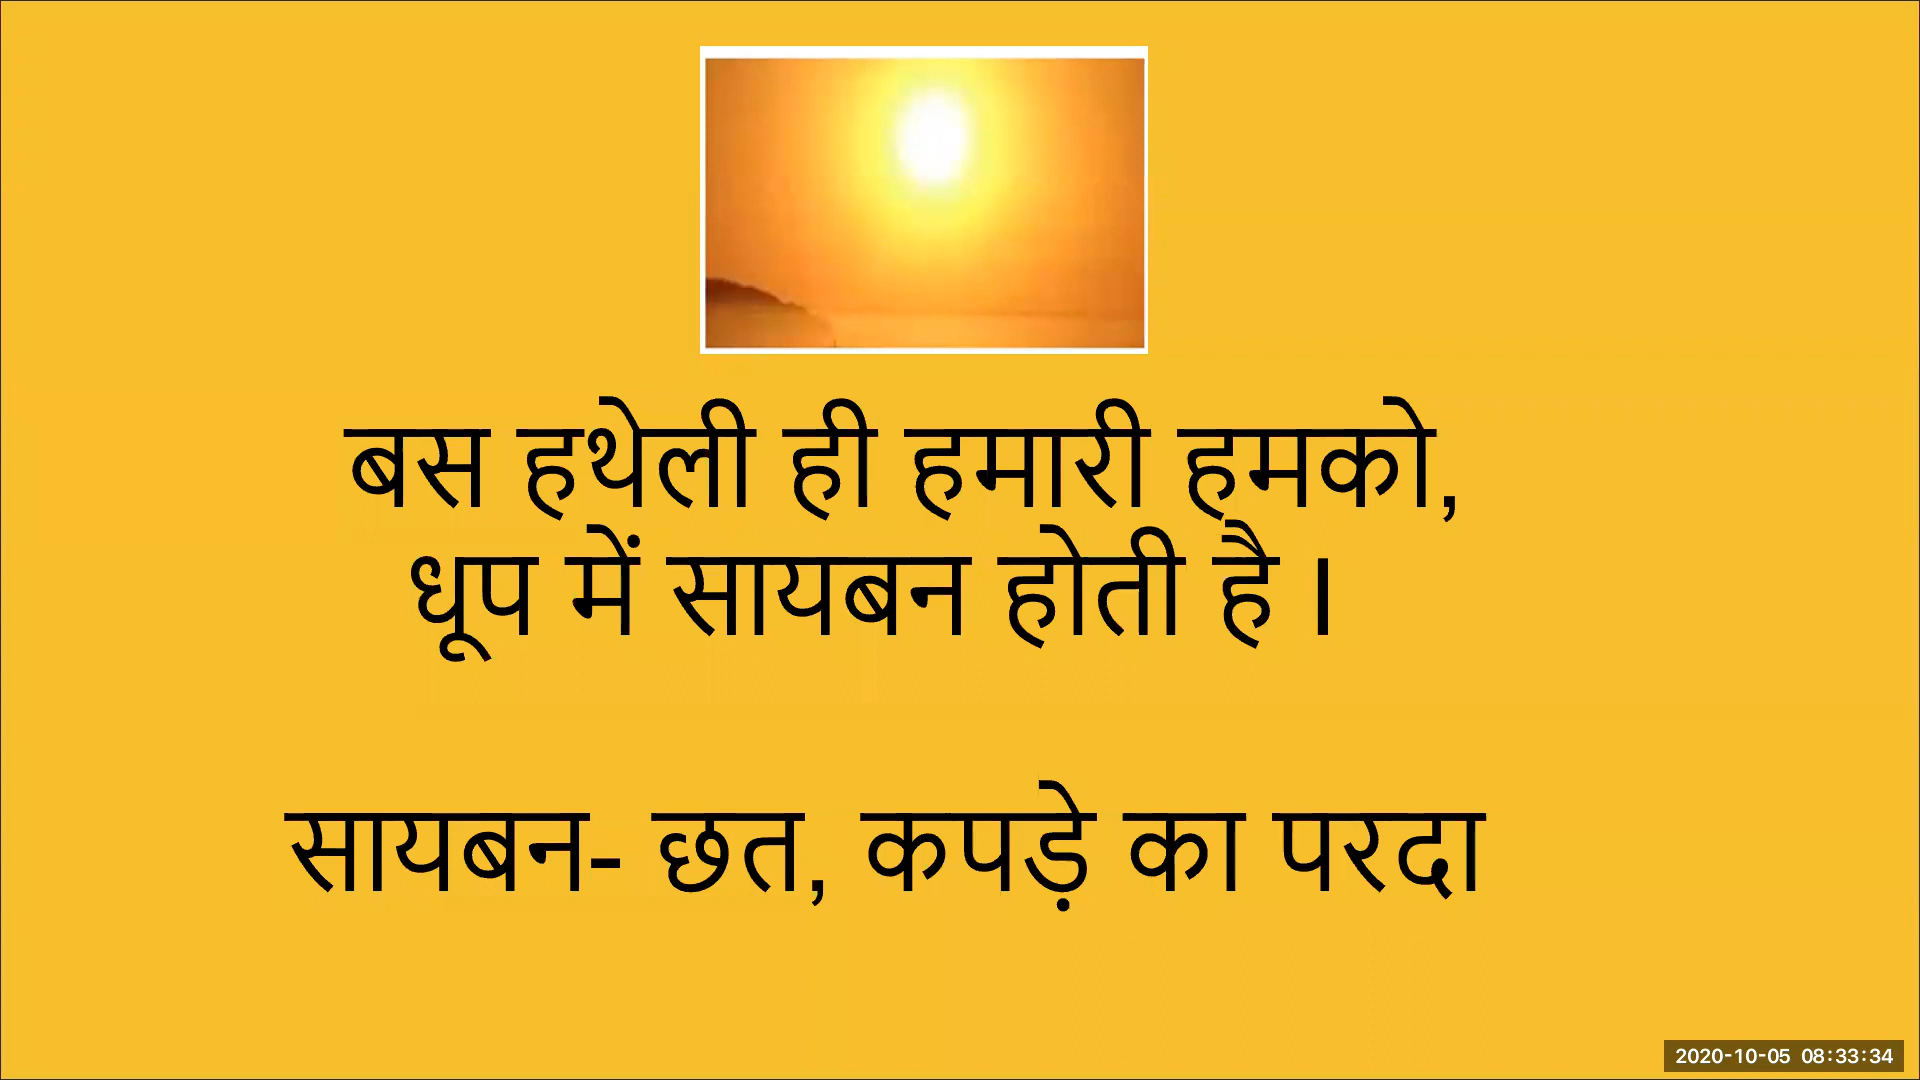 बस हथेली ही हमारी हमको,
धूप में सायबन होती है ।
सायबन- छत, कपड़े का परदा
2020-10-05 08:33:34